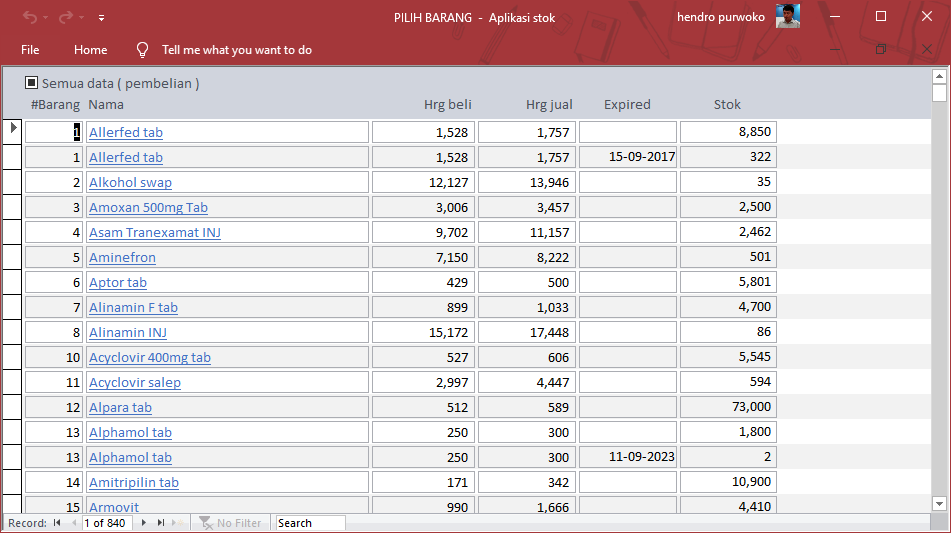 PILIH BARANG - Aplikasi stok
hendro purwoko
File Home Tell me what you want to do
Semua data ( pembelian )
#Barang Nama Hrg beli Hrg jual Expired Stok
1 Allerfed tab 1,528 1,757 8,850
1 Allerfed tab 1,528 1,757 15-09-2017 322
2 Alkohol swap 12,127 13,946 35
3 Amoxan 500mg Tab 3,006 3,457 2,500
4 Asam Tranexamat INJ 9,702 11,157 2,462
5 Aminefron 7,150 8,222 501
6 Aptor tab 429 500 5,801
7 Alinamin F tab 899 1,033 4,700
8 Alinamin INJ 15,172 17,448 86
10 Acyclovir 400mg tab 527 606 5,545
11 Acyclovir salep 2,997 4,447 594
12 Alpara tab 512 589 73,000
13 Alphamol tab 250 300 1,800
13 Alphamol tab 250 300 11-09-2023 2
14 Amitripilin tab 171 342 10,900
15 Armovit 990 1,666 4,410
Record: 1 of 840 No Filter Search